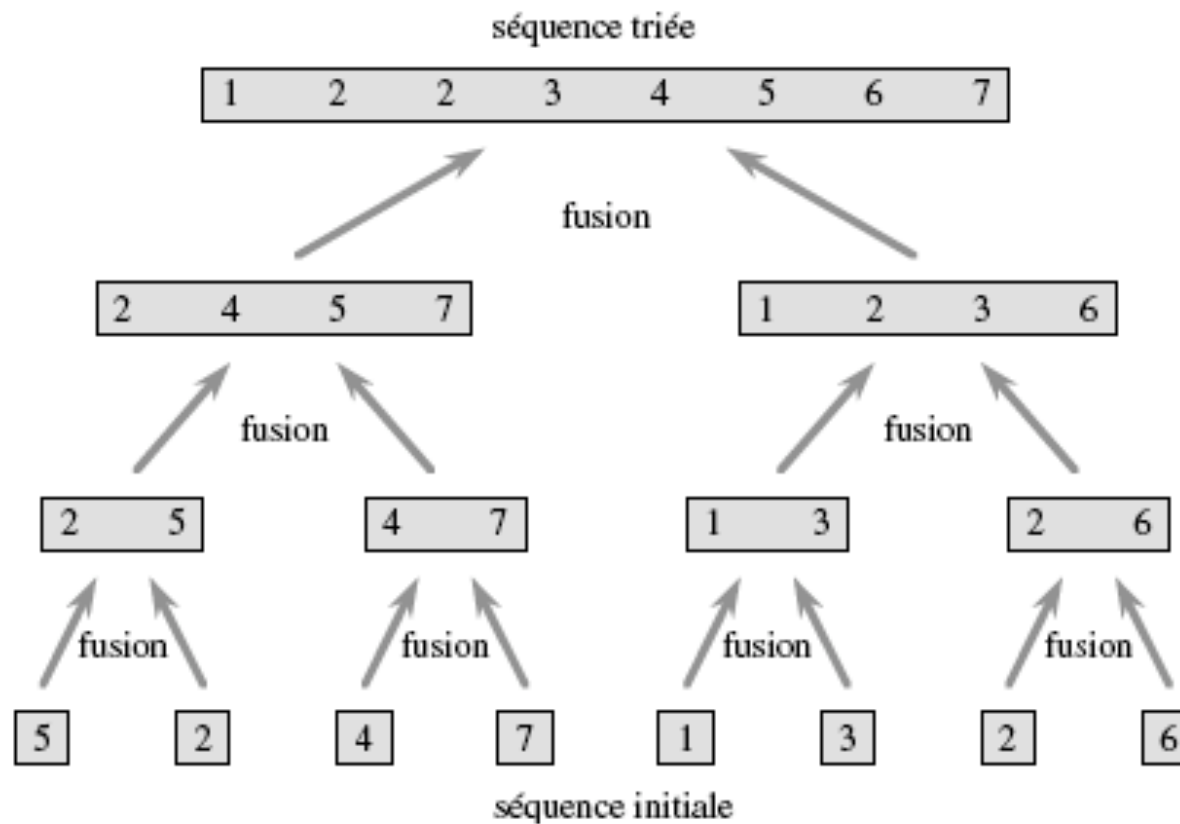 séquence triée
1 2 2 3 4 5 6 7
fusion
2 4 5 7
1 2 3 6
fusion
fusion
2 5
4 7
1 3
2 6
fusion
fusion
fusion
fusion
5
2
4
7
1
3
2
6
séquence initiale